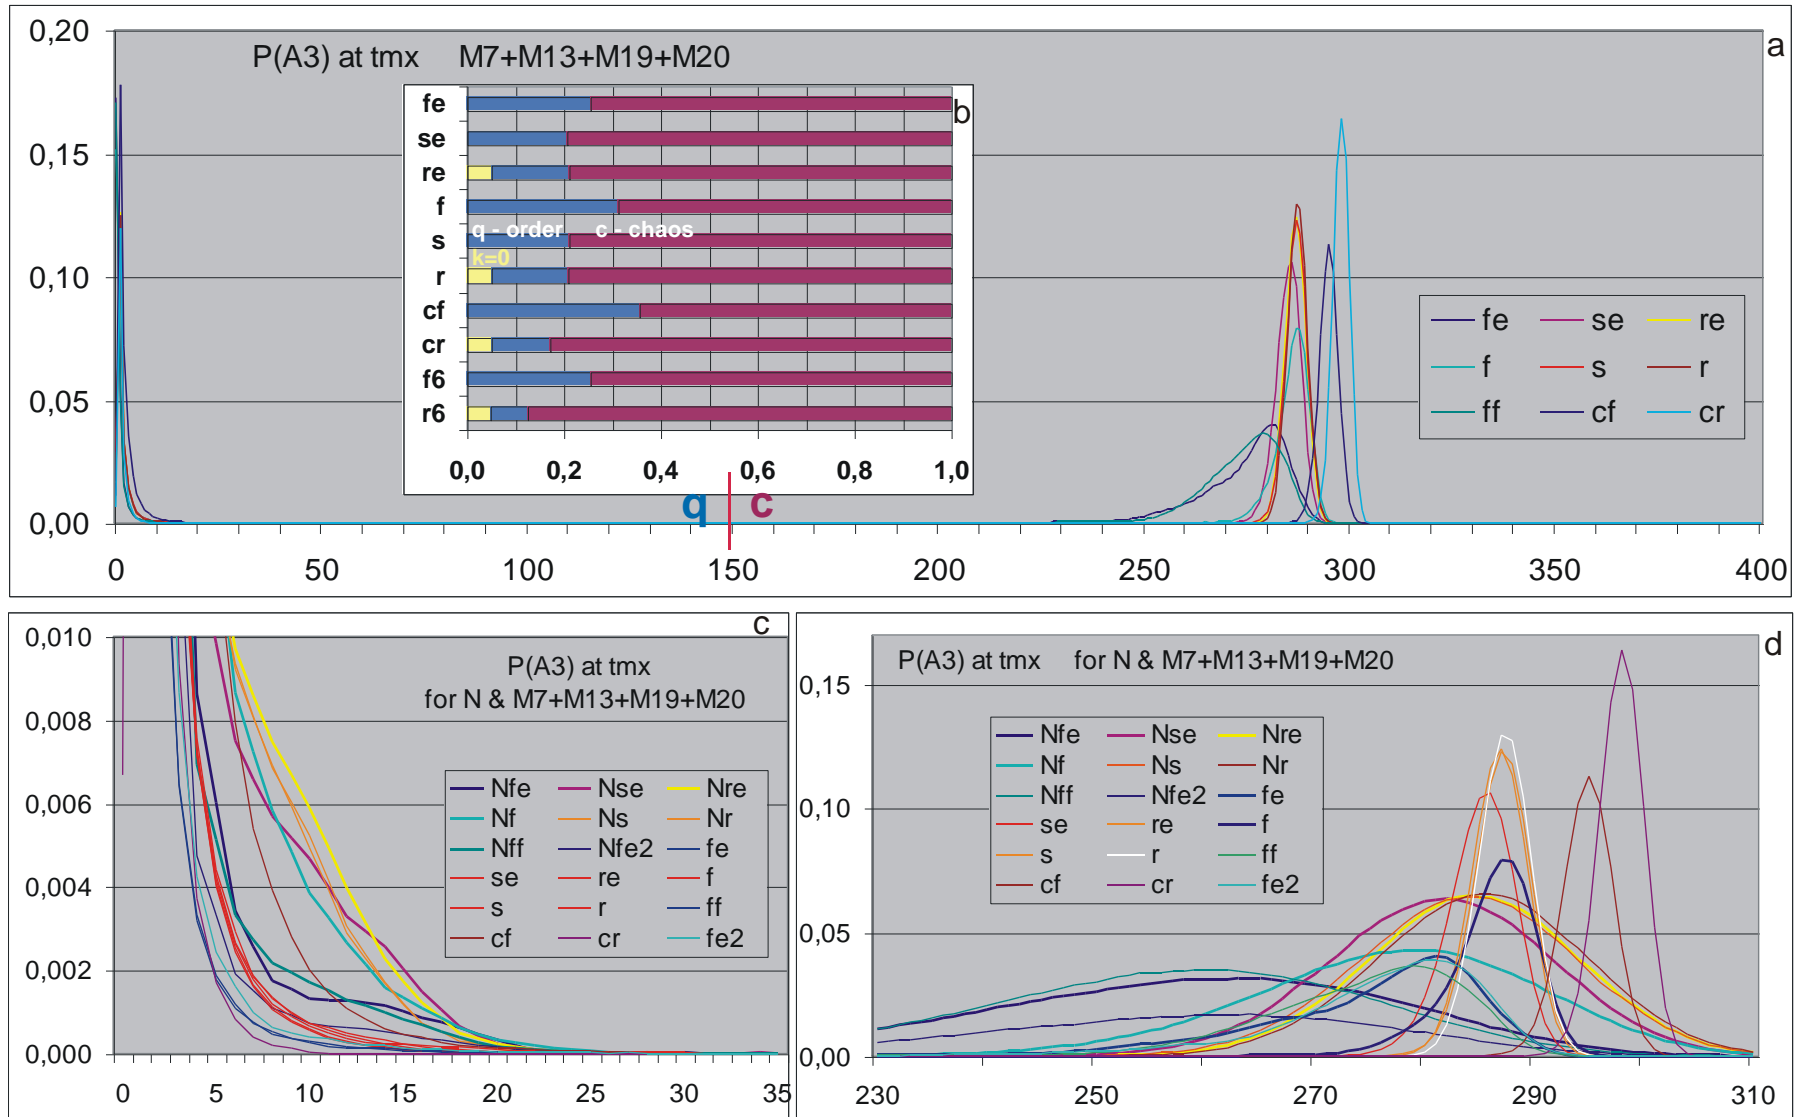 a
0,20
P(A3) at tmx M7+M13+M19+M20
0,15
0,10
0,05
0,00
0 50 100 150 200 250 300 350 400
q c
fe se re
f s r
ff cf cr
b
fe
se
re
f
s
r
cf
cr
f6
r6
q - order c - chaos
k=0
0,0 0,2 0,4 0,6 0,8 1,0
c
0,010
0,008
0,006
0,004
0,002
0,000
P(A3) at tmx
for N & M7+M13+M19+M20
Nfe Nse Nre
Nf Ns Nr
Nff Nfe2 fe
se re f
s r ff
cf cr fe2
0 5 10 15 20 25 30 35
d
P(A3) at tmx for N & M7+M13+M19+M20
0,15
0,10
0,05
0,00
Nfe Nse Nre
Nf Ns Nr
Nff Nfe2 fe
se re f
s r ff
cf cr fe2
230 250 270 290 310